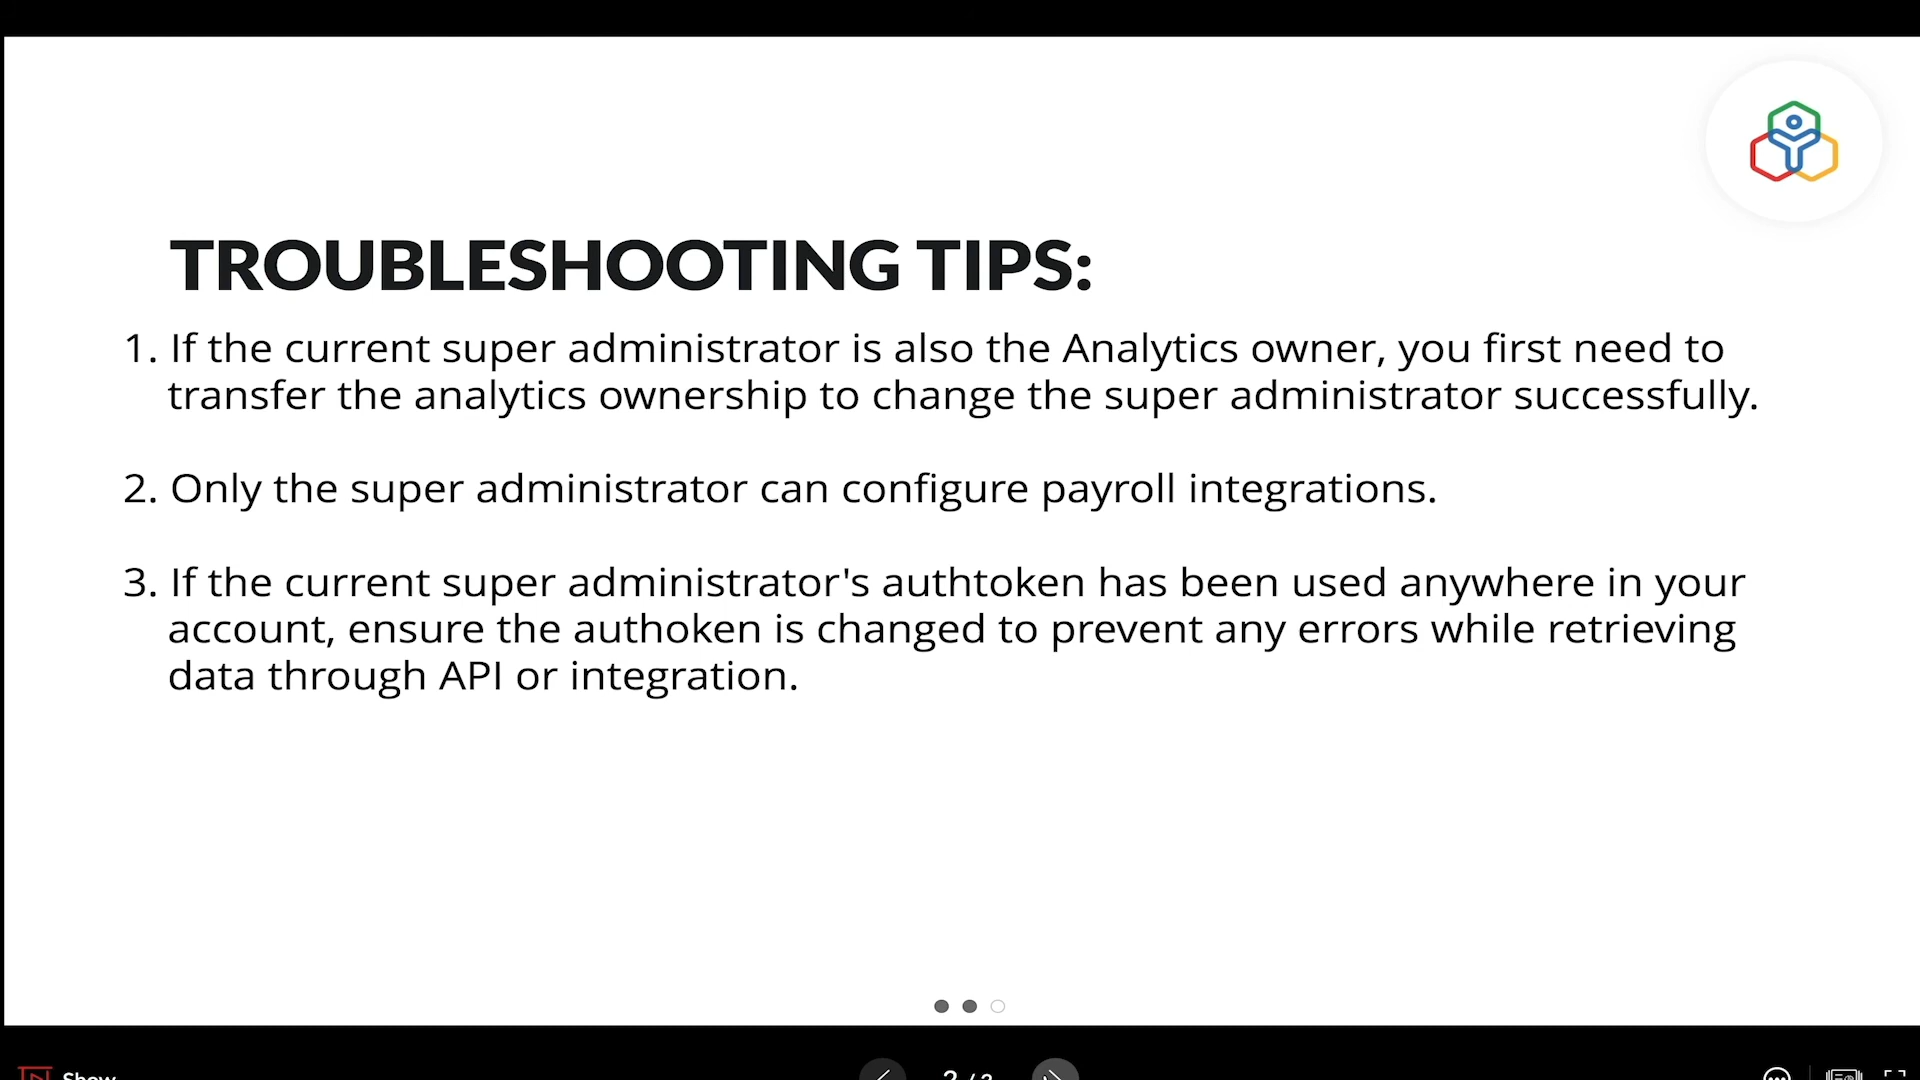 TROUBLESHOOTING TIPS:
1. If the current super administrator is also the Analytics owner, you first need to
transfer the analytics ownership to change the super administrator successfully.
2. Only the super administrator can configure payroll integrations.
3. If the current super administrator's authtoken has been used anywhere in your
account, ensure the authoken is changed to prevent any errors while retrieving
data through API or integration.
Show